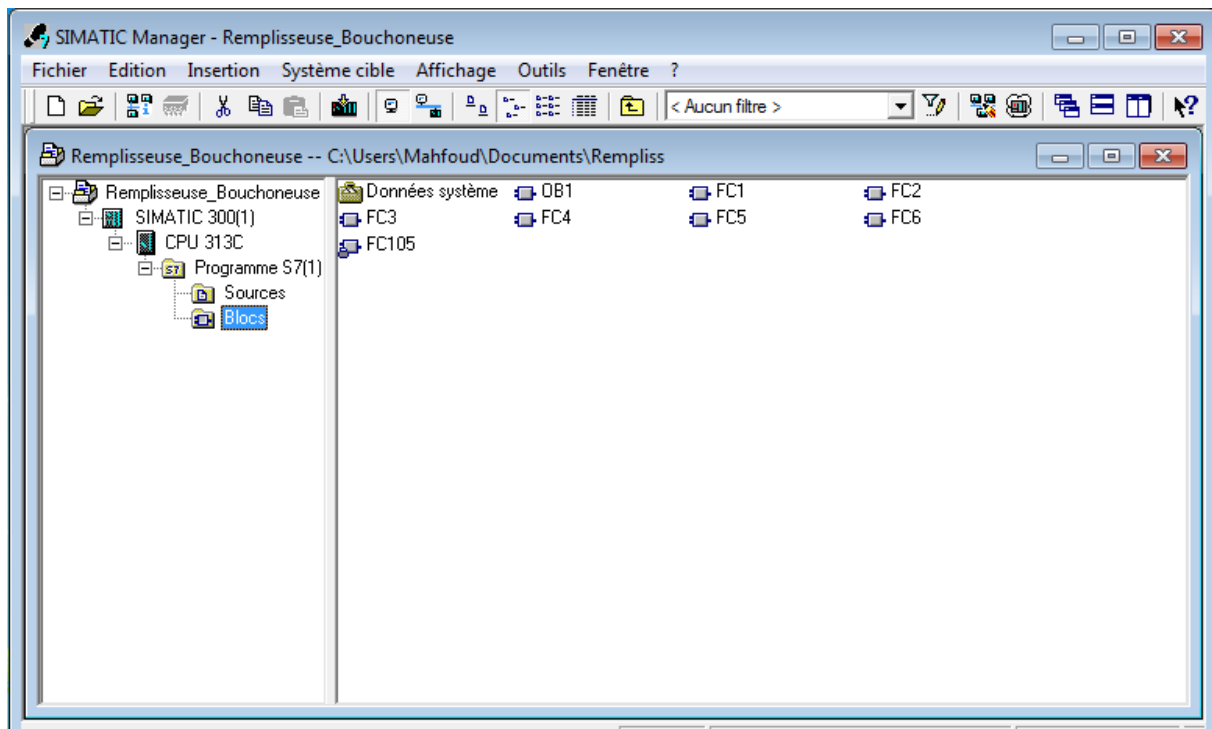 SIMATIC Manager - Remplisseuse_Bouchoneuse
Fichier Edition Insertion Système cible Affichage Outils Fenêtre ?
< Aucun filtre >
Remplisseuse_Bouchoneuse -- C:\Users\Mahfoud\Documents\Rempliss
Remplisseuse_Bouchoneuse
SIMATIC 300(1)
CPU 313C
Programme S7(1)
Sources
Blocs
Données système OB1 FC1 FC2
FC3 FC4 FC5 FC6
FC105